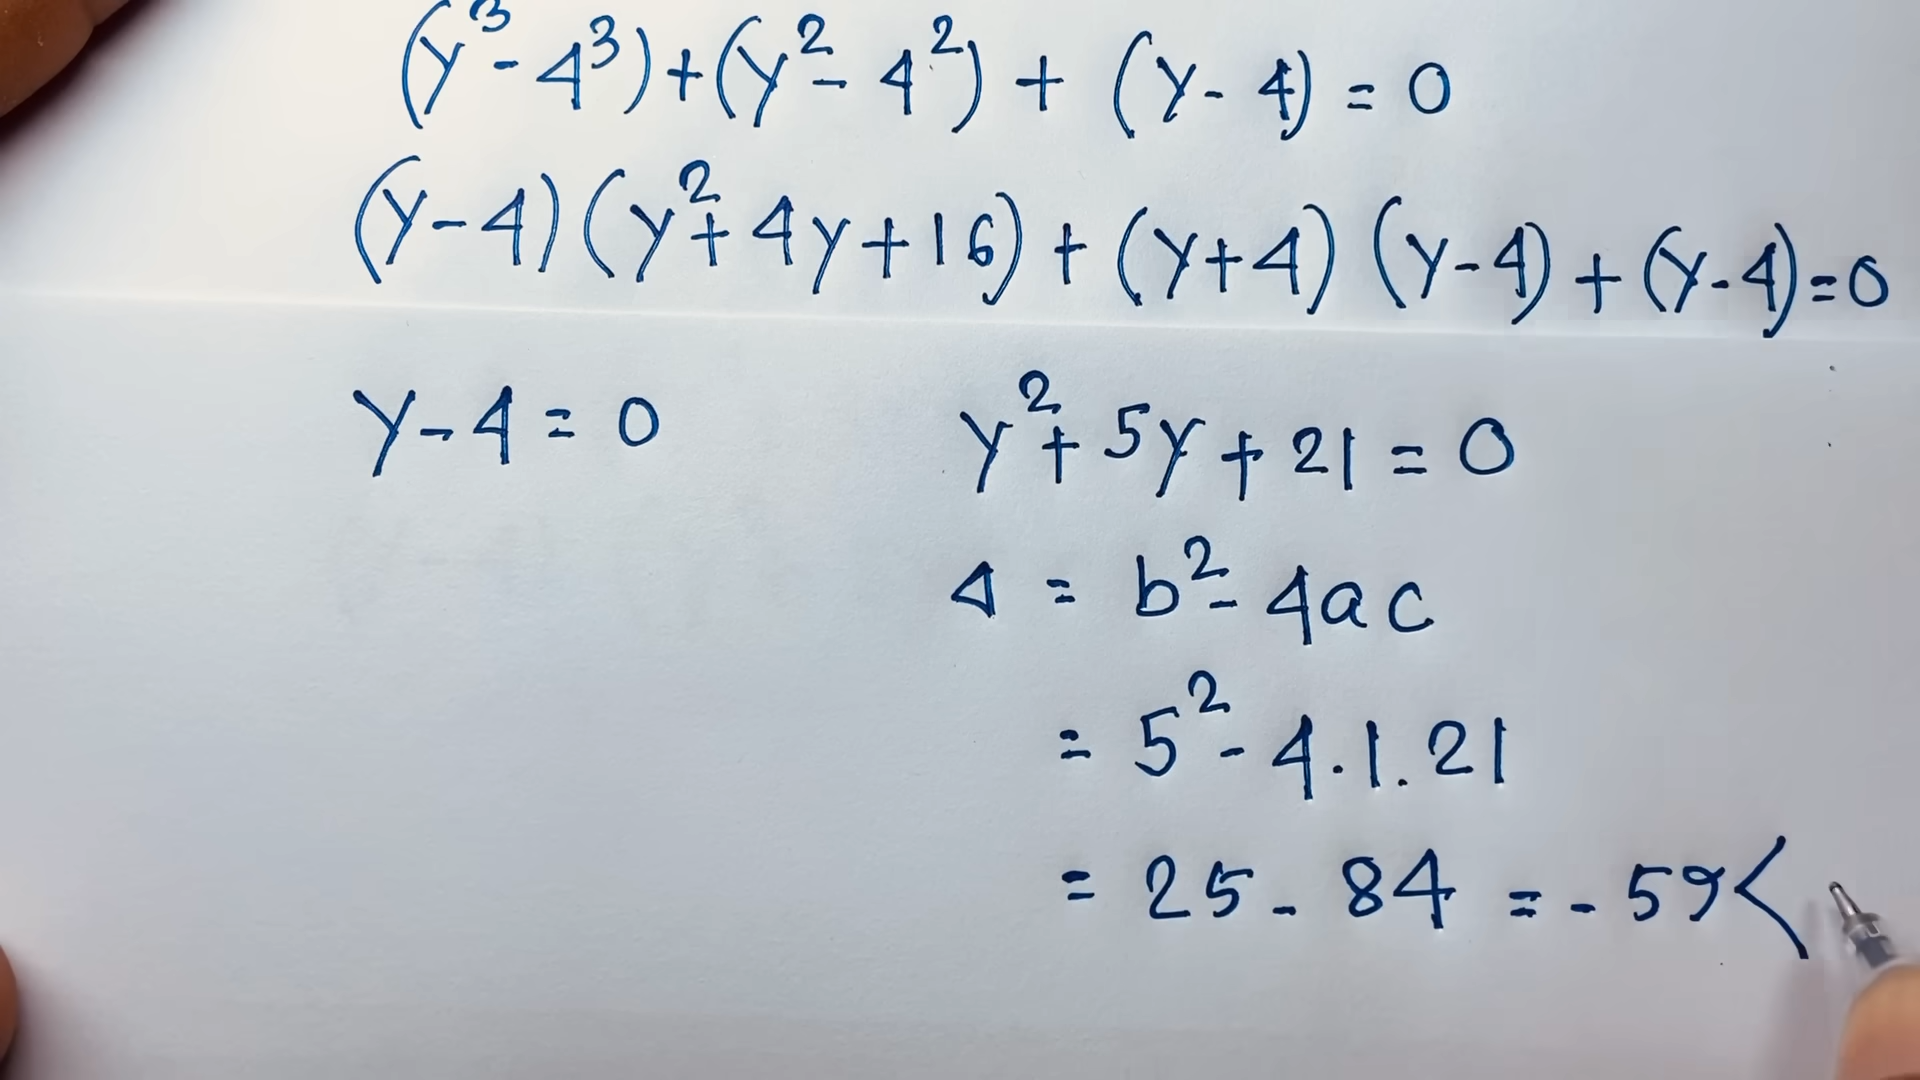 (y³ - 4³) + (y² - 4²) + (y - 4) = 0
(y - 4) (y² + 4y + 16) + (y + 4) (y - 4) + (y - 4) = 0
y - 4 = 0 y² + 5y + 21 = 0
Δ = b² - 4ac
= 5² - 4.1.21
= 25 - 84 = - 59 <